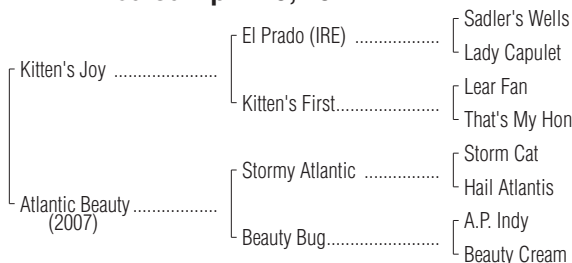 El Prado (IRE) ....................
Sadler's Wells
Lady Capulet
Kitten's Joy ........................
Kitten's First........................
Lear Fan
That's My Hon
Stormy Atlantic ..................
Storm Cat
Hail Atlantis
Atlantic Beauty ....................
(2007)
Beauty Bug..........................
A.P. Indy
Beauty Cream